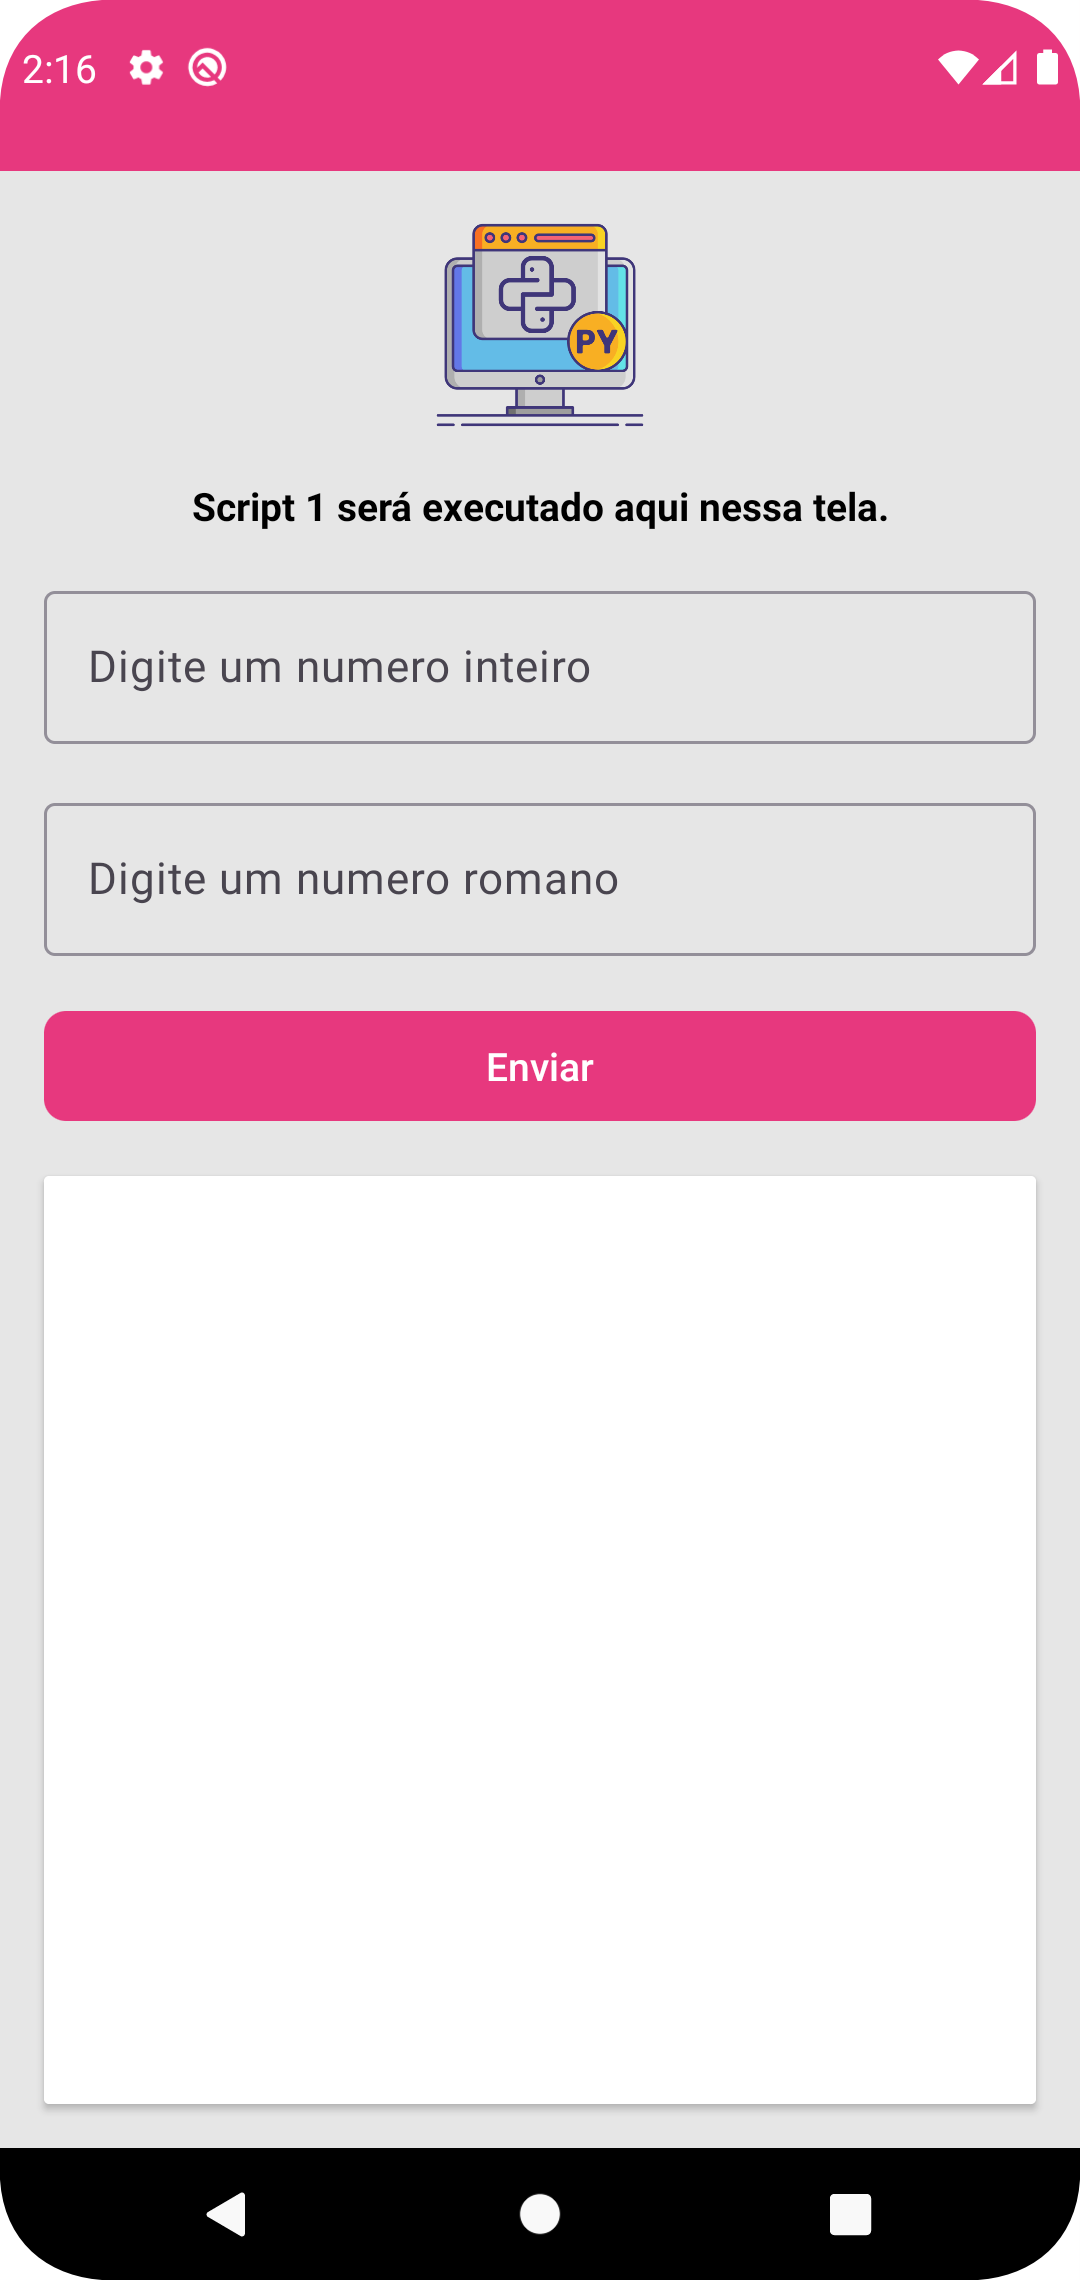 2:16
PY
Script 1 será executado aqui nessa tela.
Digite um numero inteiro
Digite um numero romano
Enviar